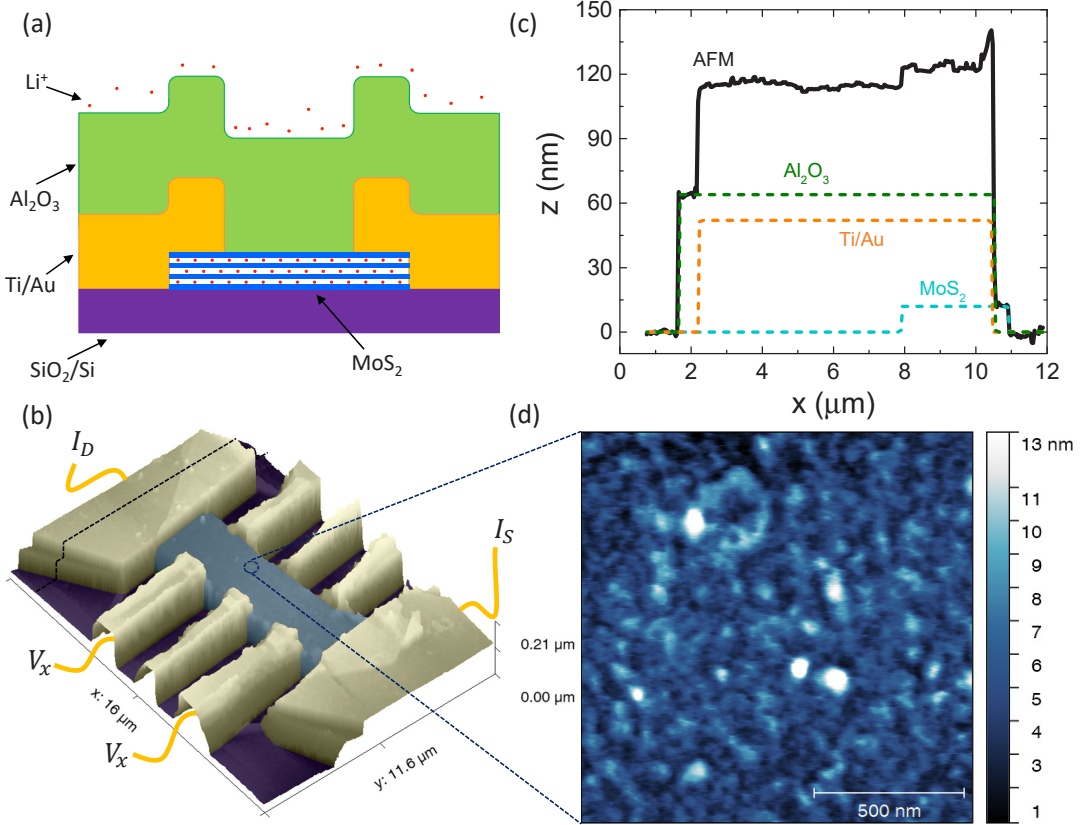 (a)
Li⁺
Al₂O₃
Ti/Au
SiO₂/Si
MoS₂
(c)
150
120
90
60
30
0
z (nm)
AFM
Al₂O₃
Ti/Au
MoS₂
0 2 4 6 8 10 12
x (μm)
(b)
I_D
I_S
V_x
V_x
x: 16 μm
y: 11.6 μm
0.21 μm
0.00 μm
(d)
500 nm
13 nm
11
10
9
8
7
6
5
4
3
3
1